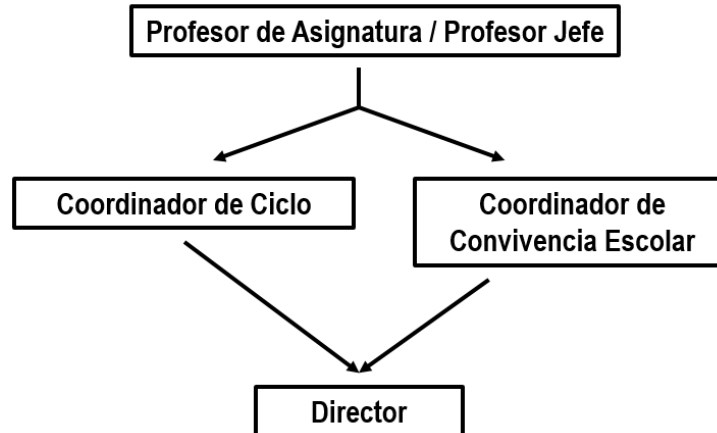 Profesor de Asignatura / Profesor Jefe
Coordinador de Ciclo
Coordinador de
Convivencia Escolar
Director